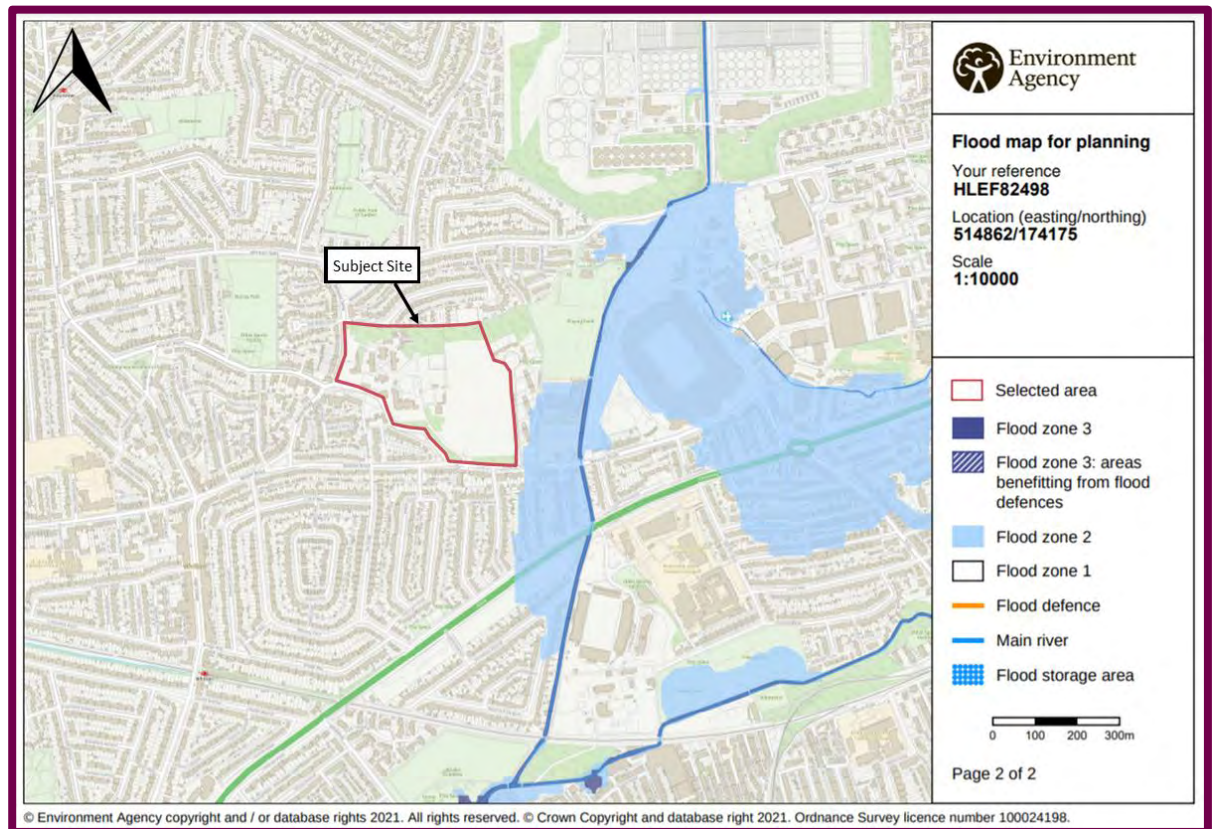 Subject Site
Environment
Agency
Flood map for planning
Your reference
HLEF82498
Location (easting/northing)
514862/174175
Scale
1:10000
Selected area
Flood zone 3
Flood zone 3: areas
benefitting from flood
defences
Flood zone 2
Flood zone 1
Flood defence
Main river
Flood storage area
0 100 200 300m
Page 2 of 2
© Environment Agency copyright and / or database rights 2021. All rights reserved. © Crown Copyright and database right 2021. Ordnance Survey licence number 100024198.